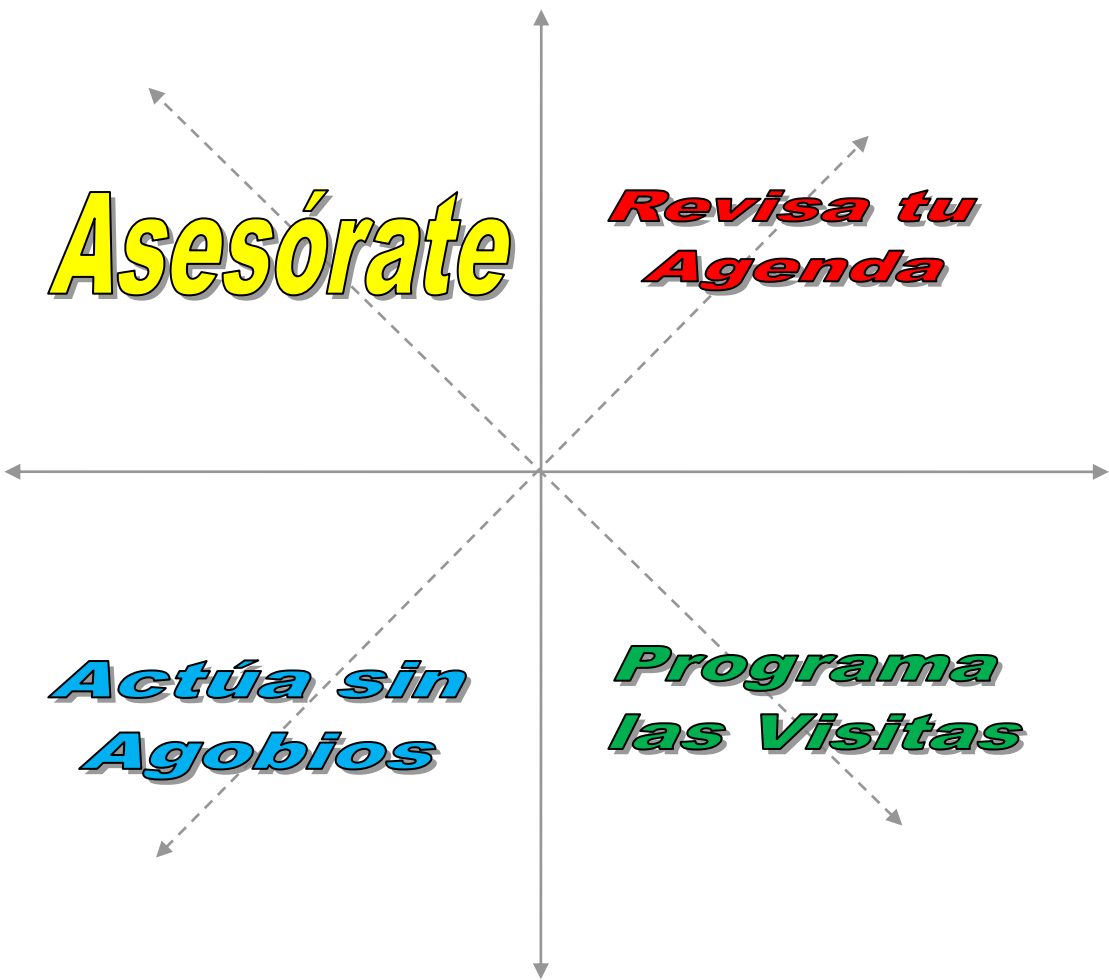 Asesórate
Revisa tu
Agenda
Actúa sin
Agobios
Programa
las Visitas